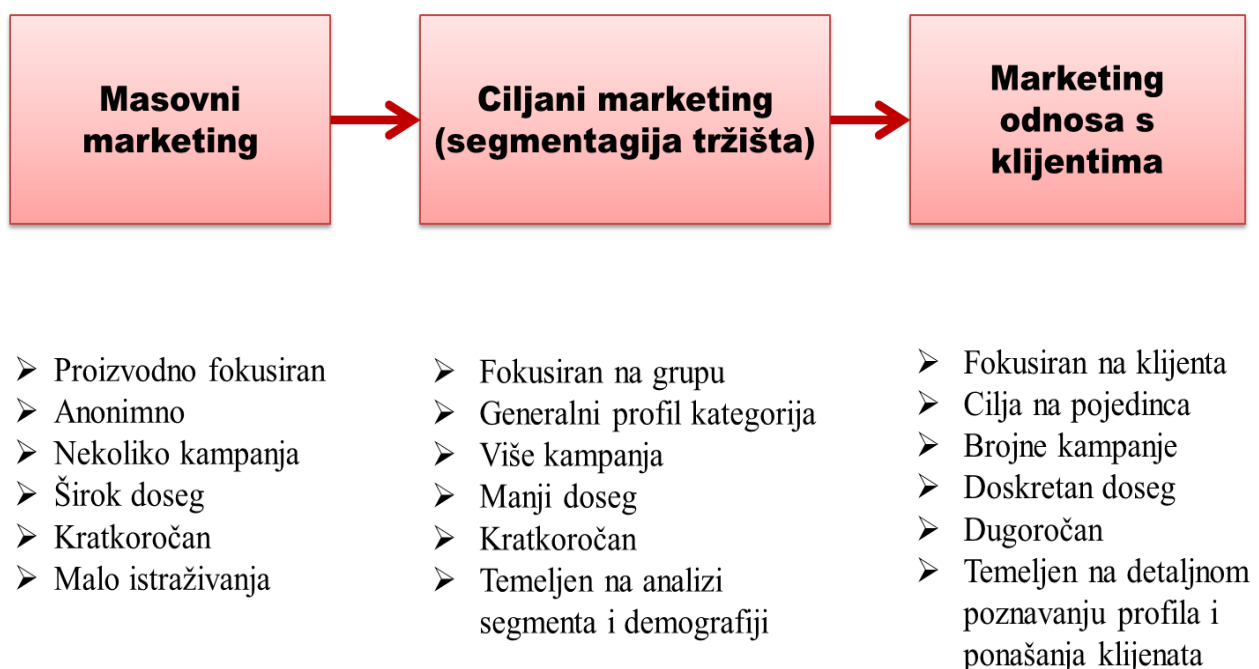 Masovni
marketing
Ciljani marketing
(segmentagija tržišta)
Marketing
odnosa s
klijentima
➢ Proizvodno fokusiran
➢ Anonimno
➢ Nekoliko kampanja
➢ Širok doseg
➢ Kratkoročan
➢ Malo istraživanja
➢ Fokusiran na grupu
➢ Generalni profil kategorija
➢ Više kampanja
➢ Manji doseg
➢ Kratkoročan
➢ Temeljen na analizi
segmenta i demografiji
➢ Fokusiran na klijenta
➢ Cilja na pojedinca
➢ Brojne kampanje
➢ Doskretan doseg
➢ Dugoročan
➢ Temeljen na detaljnom
poznavanju profila i
ponašanja klijenata